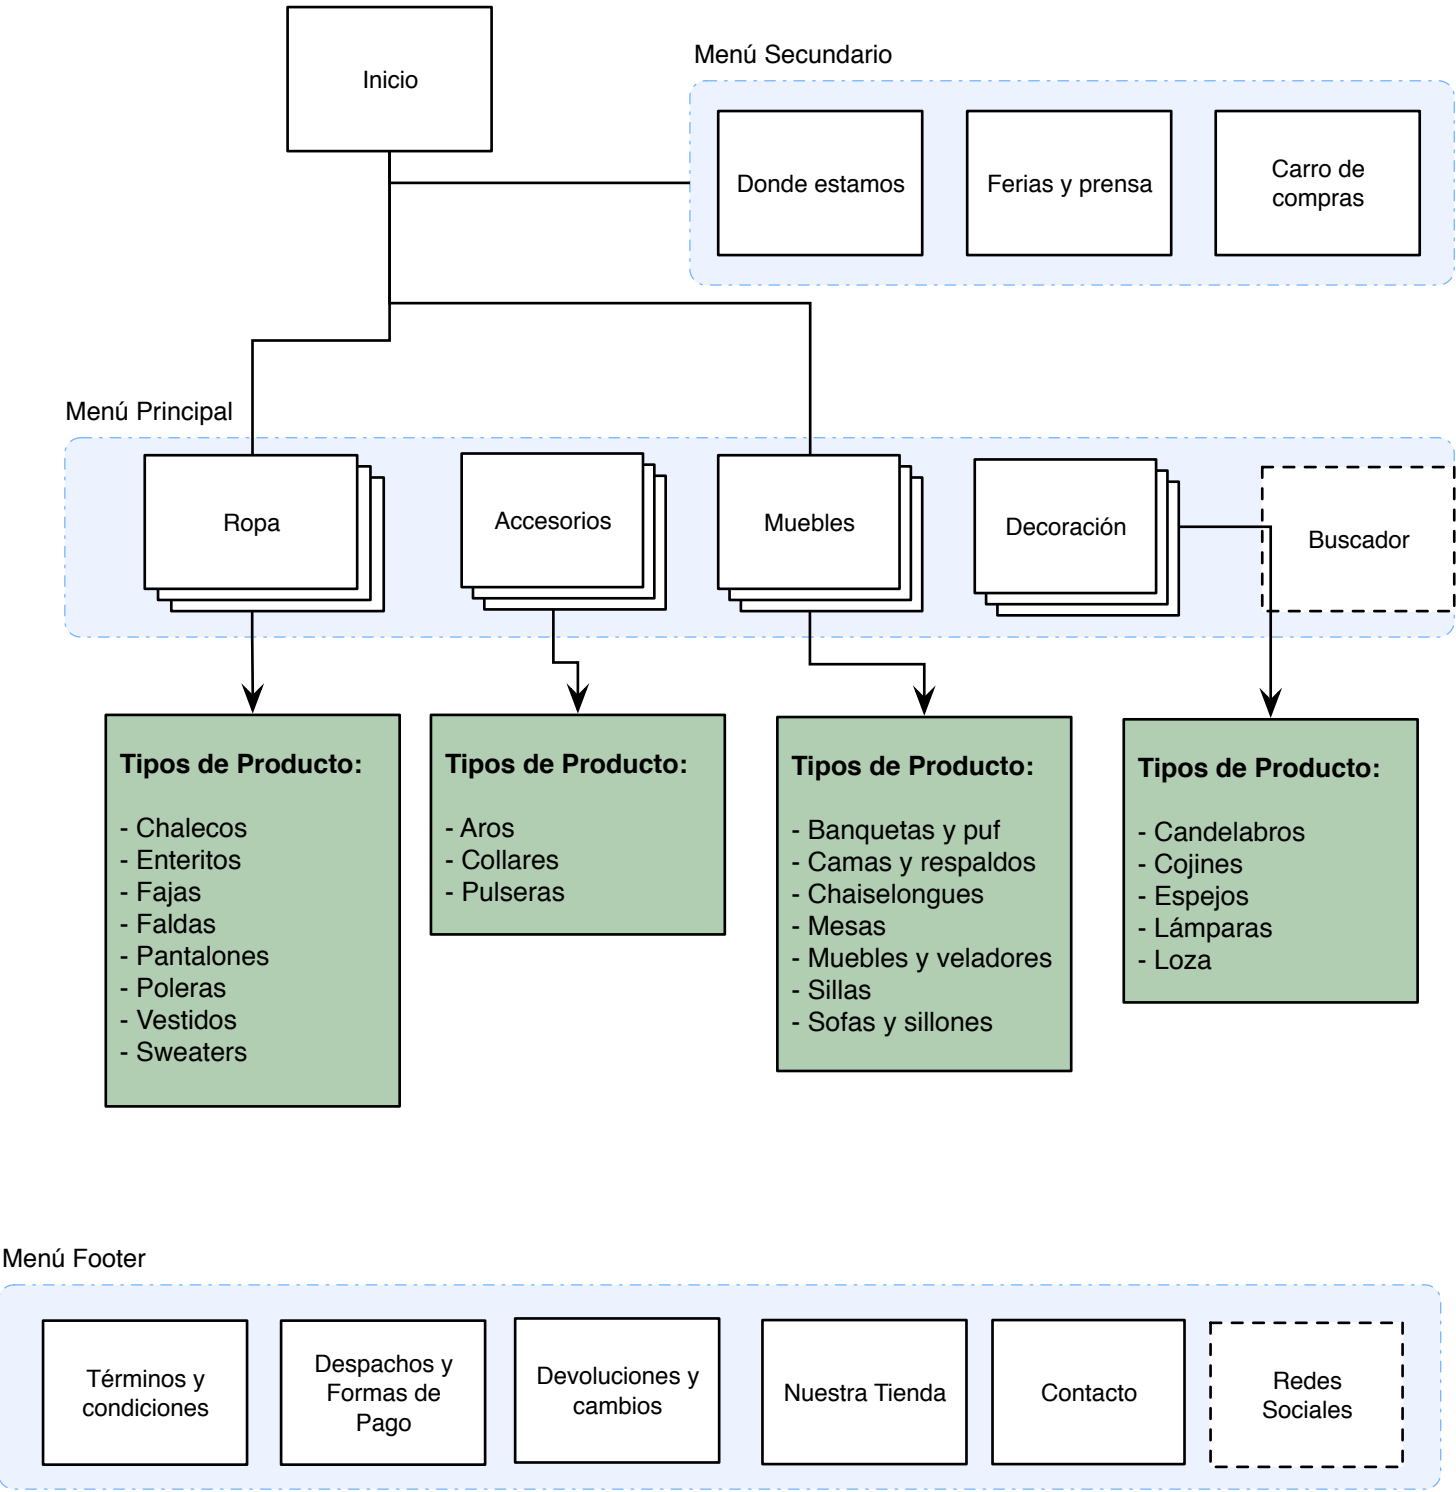 Inicio
Menú Secundario
Donde estamos
Ferias y prensa
Carro de
compras
Menú Principal
Ropa
Accesorios
Muebles
Decoración
Buscador
Tipos de Producto:
- Chalecos
- Enteritos
- Fajas
- Faldas
- Pantalones
- Poleras
- Vestidos
- Sweaters
Tipos de Producto:
- Aros
- Collares
- Pulseras
Tipos de Producto:
- Banquetas y puf
- Camas y respaldos
- Chaiselongues
- Mesas
- Muebles y veladores
- Sillas
- Sofas y sillones
Tipos de Producto:
- Candelabros
- Cojines
- Espejos
- Lámparas
- Loza
Menú Footer
Términos y
condiciones
Despachos y
Formas de
Pago
Devoluciones y
cambios
Nuestra Tienda
Contacto
Redes
Sociales